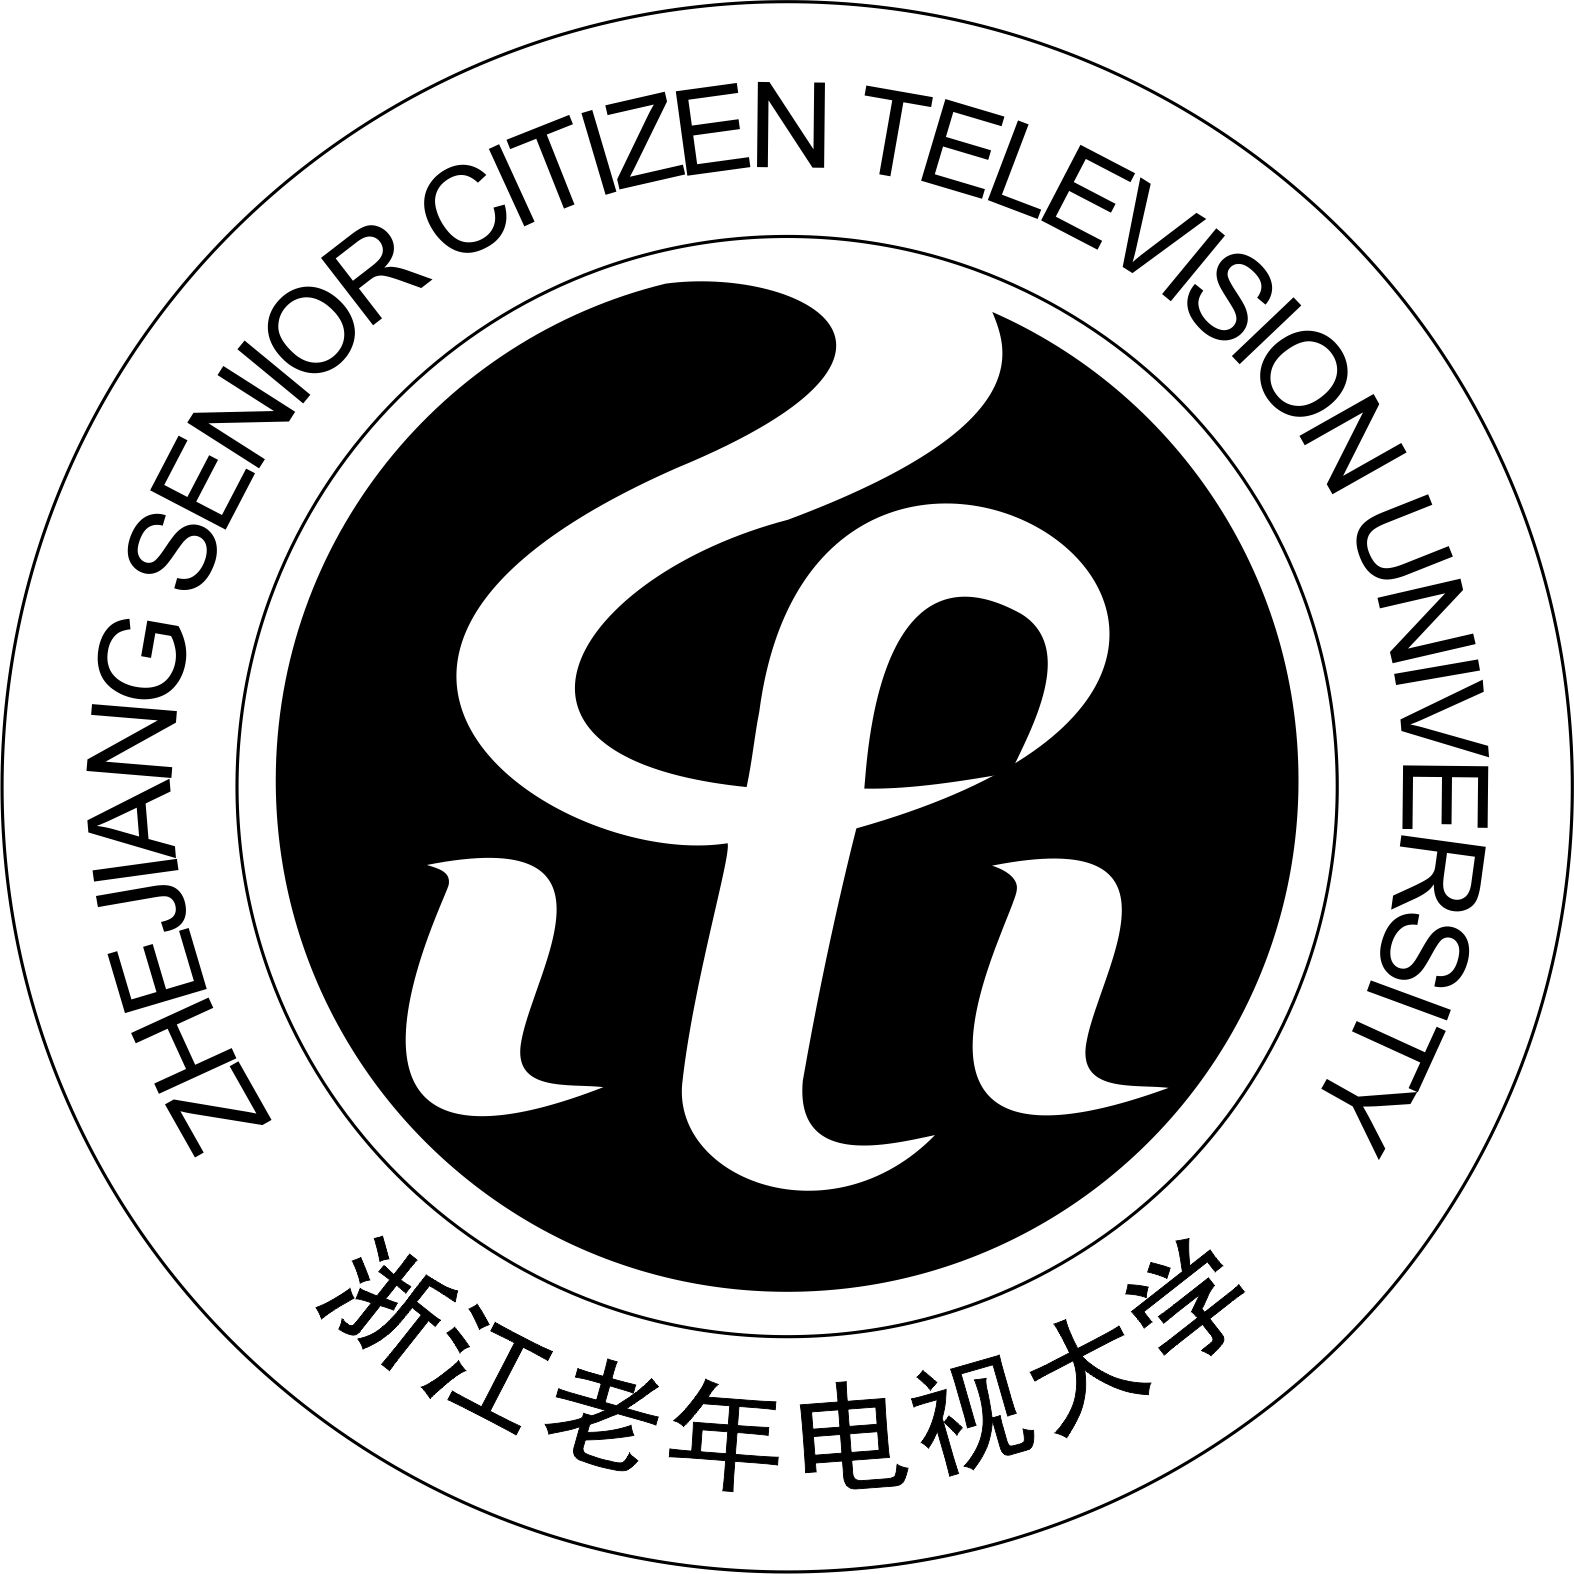 ZHEJIANG SENIOR CITIZEN TELEVISION UNIVERSITY
浙江老年电视大学